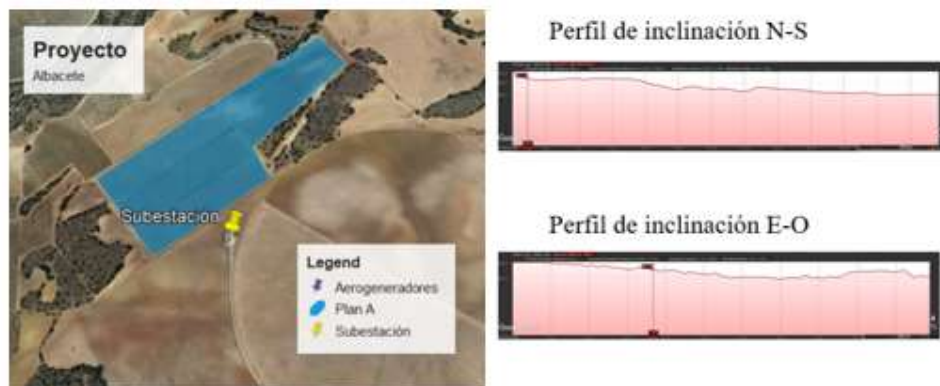 Proyecto
Albacete
Subestación
Legend
Aerogeneradores
Plan A
Subestación
Perfil de inclinación N-S
Perfil de inclinación E-O